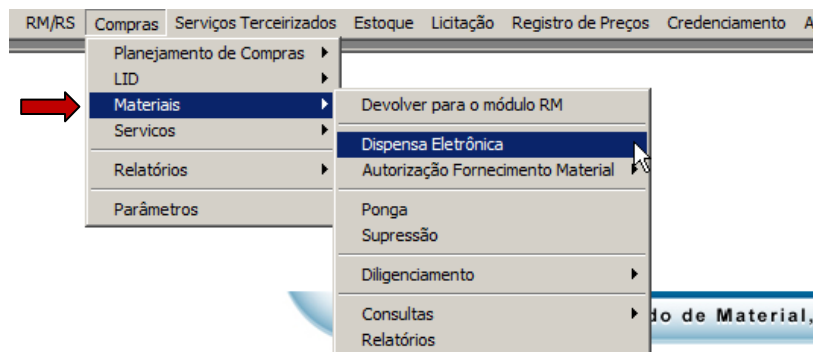 RM/RS Compras Serviços Terceirizados Estoque Licitação Registro de Preços Credenciamento A
Planejamento de Compras
LID
Materiais
Servicos
Relatórios
Parâmetros
Devolver para o módulo RM
Dispensa Eletrônica
Autorização Fornecimento Material
Ponga
Supressão
Diligenciamento
Consultas
Relatórios
do de Material,